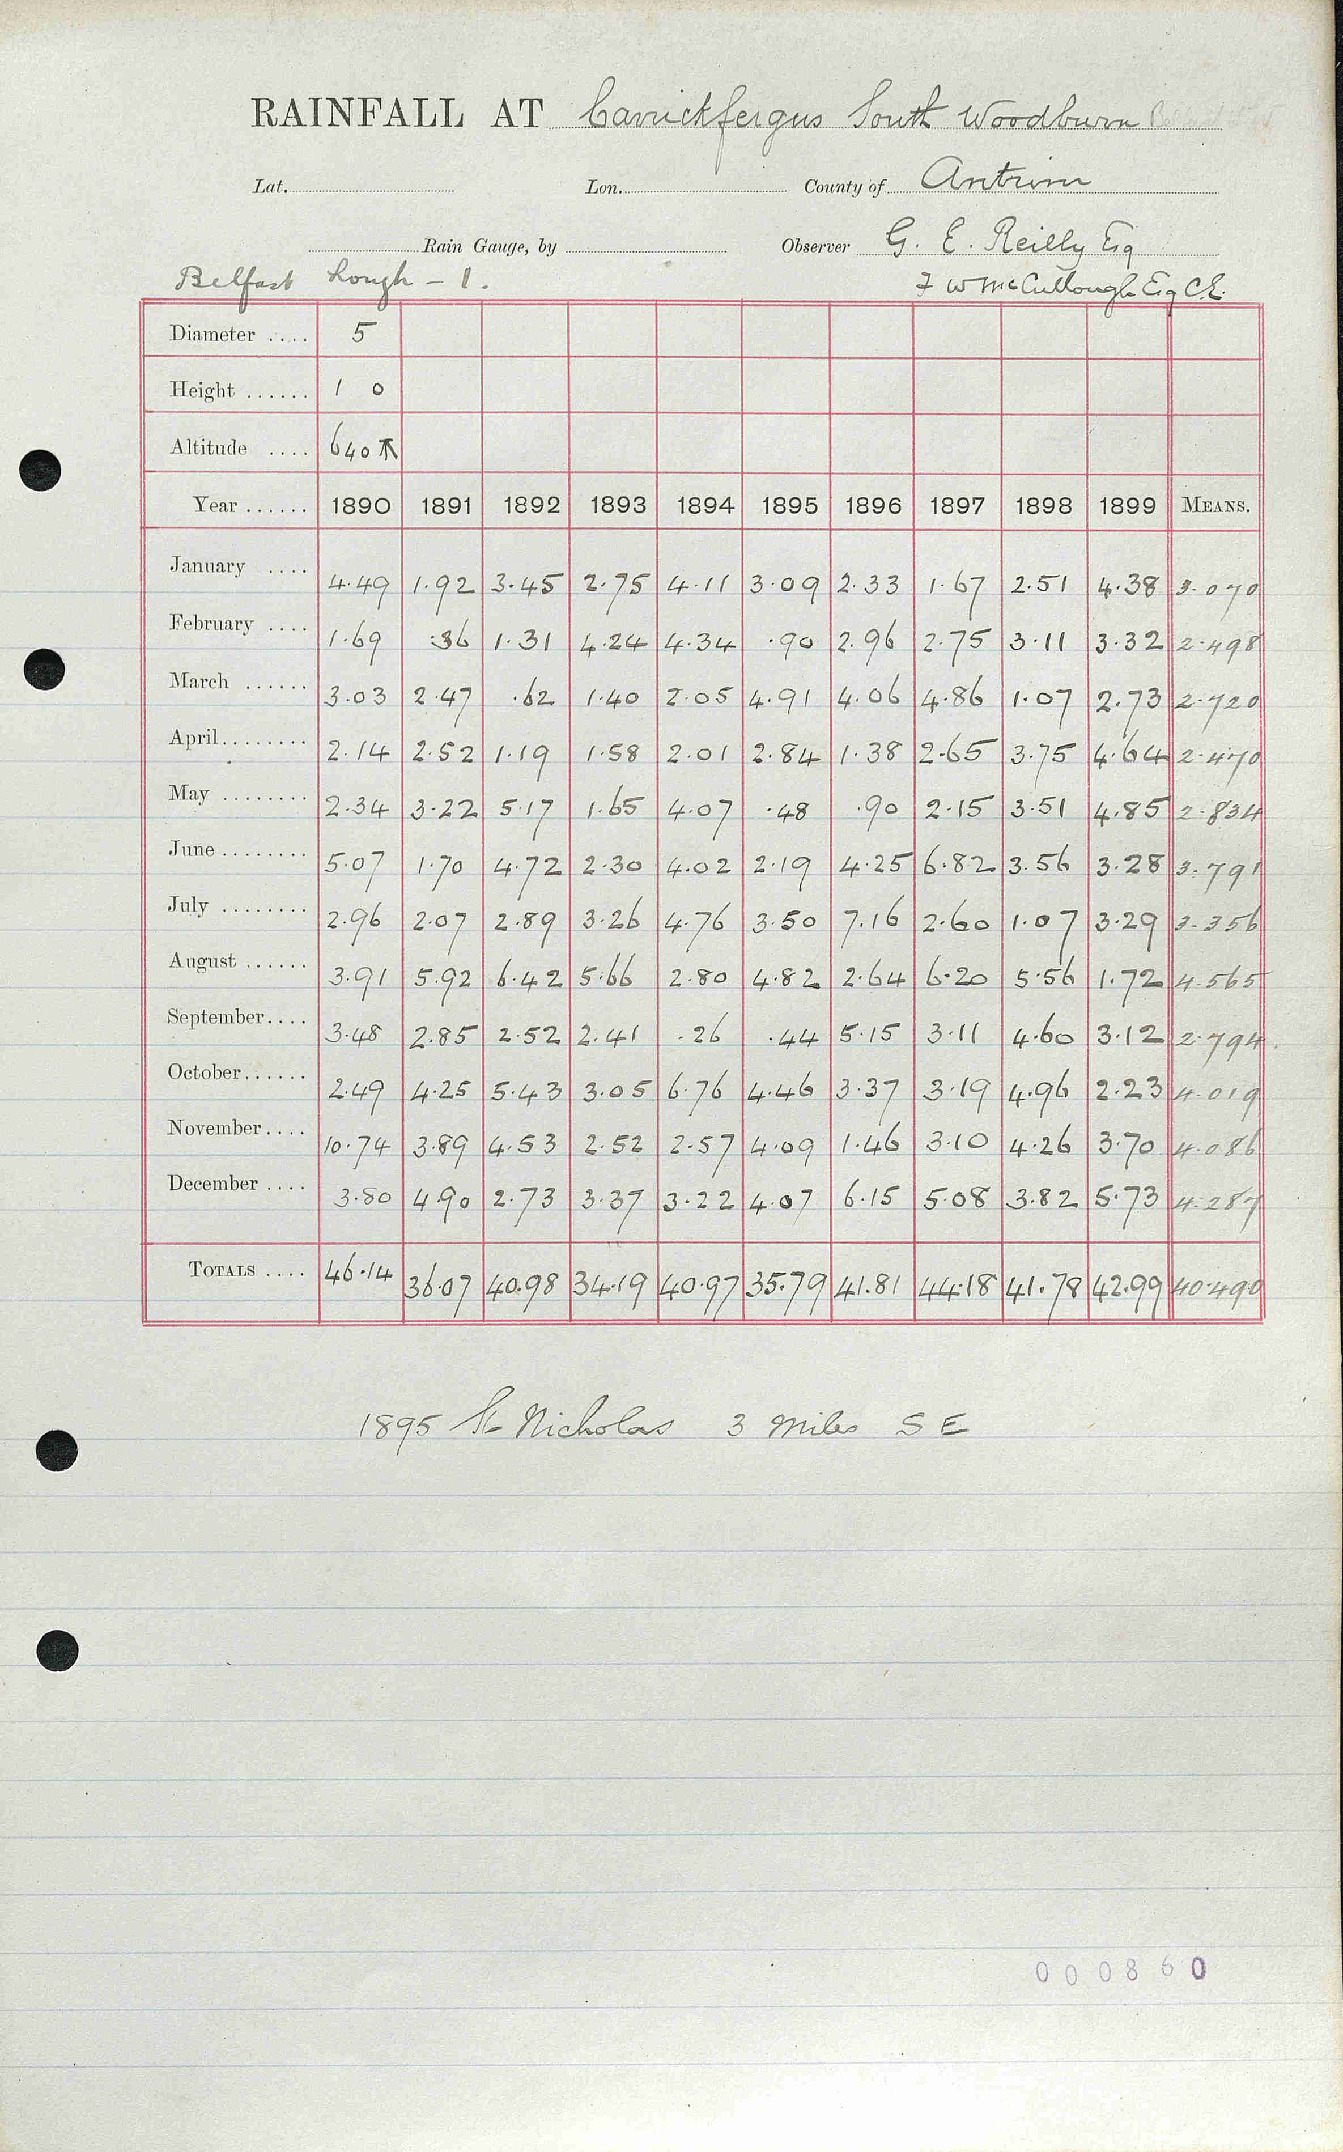 RAINFALL AT Carrickfergus South Woodburn
Lat. Lon. County of Antrim
Rain Gauge, by Observer G. E. Reilly Esq
Belfast Lough - 1. F W McCullough Esq C.E.
Diameter .... 5
Height ...... 1 0
Altitude .... 640
Year ...... 1890 1891 1892 1893 1894 1895 1896 1897 1898 1899 MEANS.
January .... 4.49 1.92 3.45 2.75 4.11 3.09 2.33 1.67 2.51 4.38 3.070
February .... 1.69 .36 1.31 4.24 4.34 .90 2.96 2.75 3.11 3.32 2.498
March ...... 3.03 2.47 .62 1.40 2.05 4.91 4.06 4.86 1.07 2.73 2.720
April........ 2.14 2.52 1.19 1.58 2.01 2.84 1.38 2.65 3.75 4.64 2.470
May ........ 2.34 3.22 5.17 1.65 4.07 .48 .90 2.15 3.51 4.85 2.834
June ........ 5.07 1.70 4.72 2.30 4.02 2.19 4.25 6.82 3.56 3.28 3.791
July ........ 2.96 2.07 2.89 3.26 4.76 3.50 7.16 2.60 1.07 3.29 3.356
August ...... 3.91 5.92 6.42 5.66 2.80 4.82 2.64 6.20 5.56 1.72 4.565
September.... 3.48 2.85 2.52 2.41 .26 .44 5.15 3.11 4.60 3.12 2.794
October...... 2.49 4.25 5.43 3.05 6.76 4.46 3.37 3.19 4.96 2.23 4.019
November.... 10.74 3.89 4.53 2.52 2.57 4.09 1.46 3.10 4.26 3.70 4.086
December .... 3.80 4.90 2.73 3.37 3.22 4.07 6.15 5.08 3.82 5.73 4.287
TOTALS .... 46.14 36.07 40.98 34.19 40.97 35.79 41.81 44.18 41.78 42.99 40.490
1895 St Nicholas 3 miles S E
000860